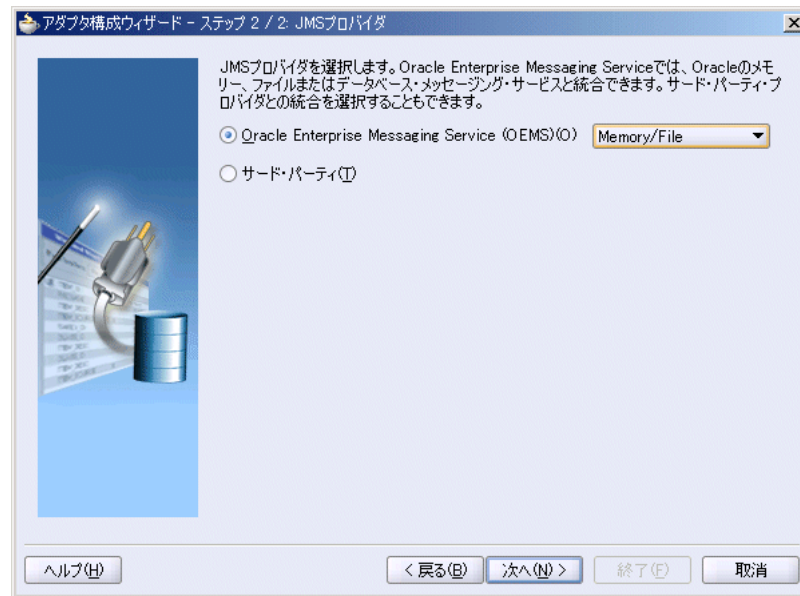 アダプタ構成ウィザード - ステップ 2 / 2: JMSプロバイダ
JMSプロバイダを選択します。Oracle Enterprise Messaging Serviceでは、Oracleのメモ
リー、ファイルまたはデータベース・メッセージング・サービスと統合できます。サード・パーティ・プ
ロバイダとの統合を選択することもできます。
Oracle Enterprise Messaging Service (OEMS)(O) Memory/File
サード・パーティ(T)
ヘルプ(H) < 戻る(B) 次へ(N) > 終了(F) 取消